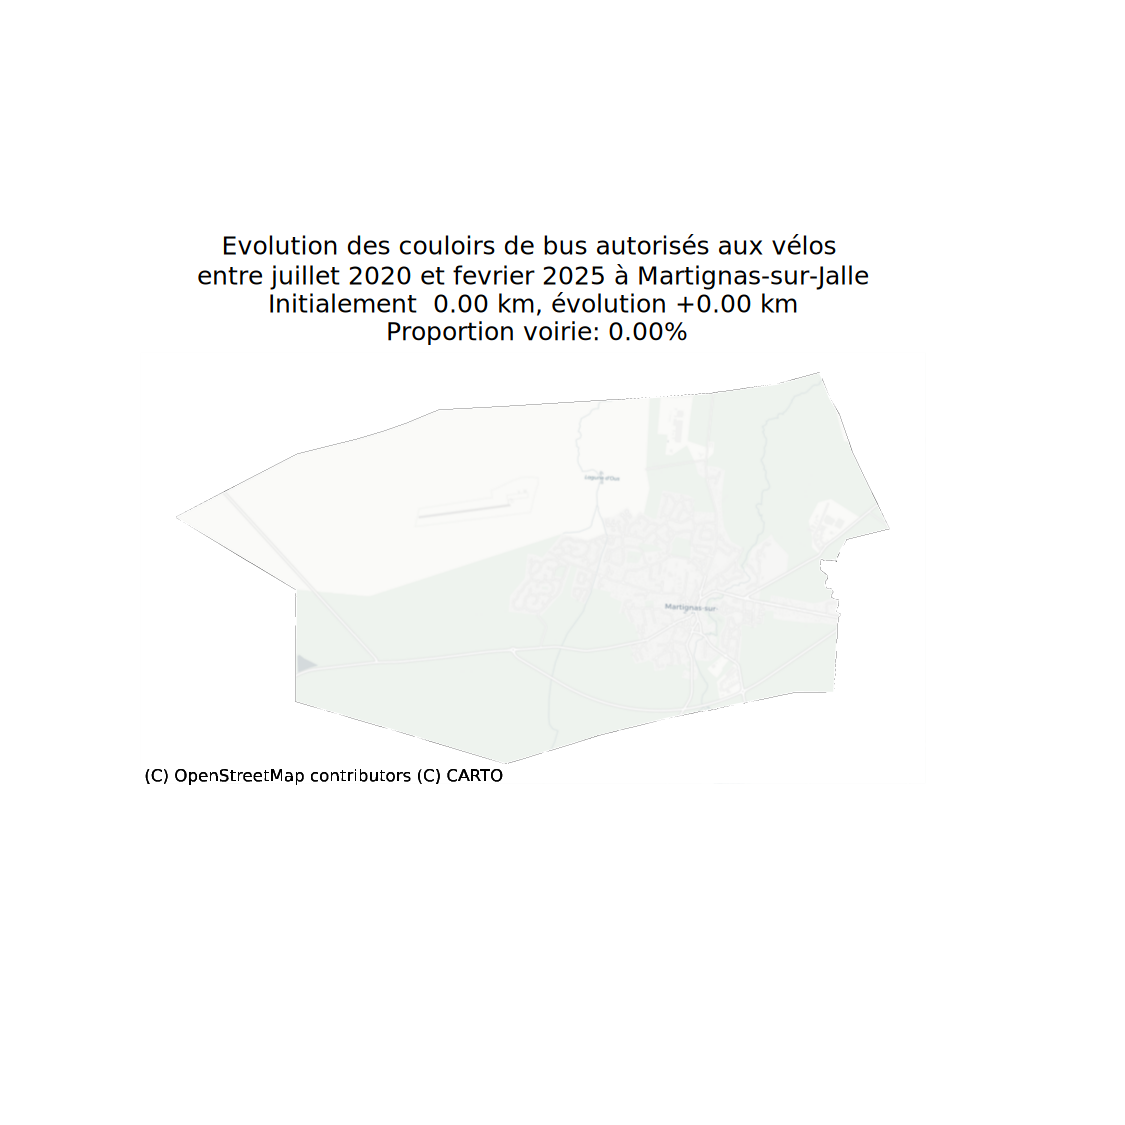 Evolution des couloirs de bus autorisés aux vélos
entre juillet 2020 et fevrier 2025 à Martignas-sur-Jalle
Initialement  0.00 km, évolution +0.00 km
Proportion voirie: 0.00%
Martignas-sur-
(C) OpenStreetMap contributors (C) CARTO